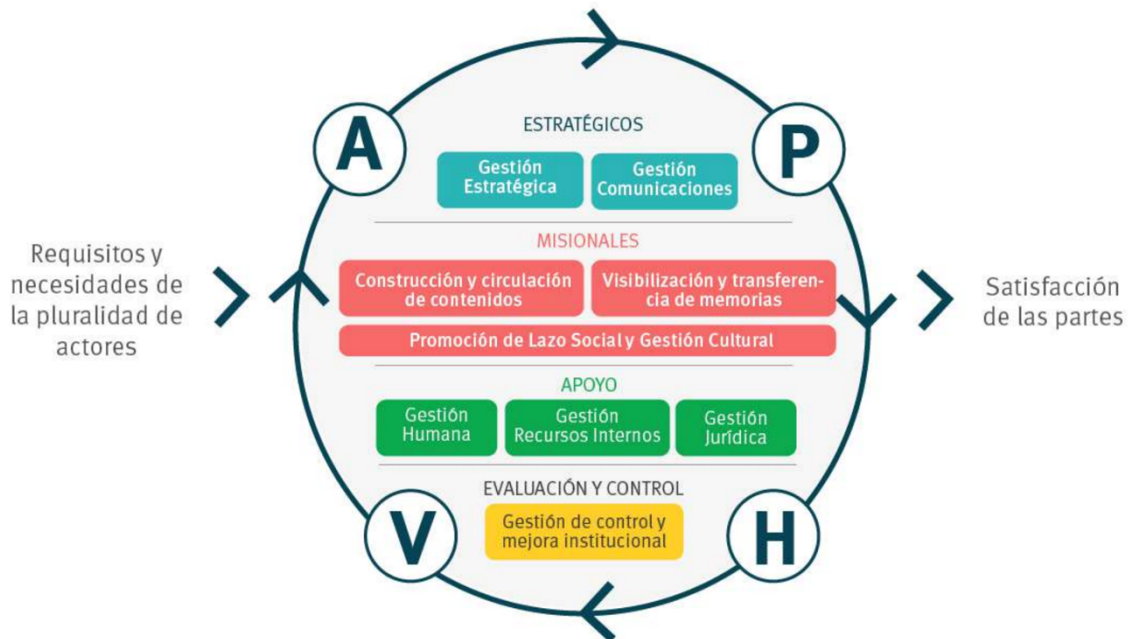 A
P
ESTRATÉGICOS
Gestión
Estratégica
Gestión
Comunicaciones
MISIONALES
Construcción y circulación
de contenidos
Visibilización y transferen-
cia de memorias
Promoción de Lazo Social y Gestión Cultural
Requisitos y
necesidades de
la pluralidad de
actores
Satisfacción
de las partes
APOYO
Gestión
Humana
Gestión
Recursos Internos
Gestión
Jurídica
EVALUACIÓN Y CONTROL
Gestión de control y
mejora institucional
V
H